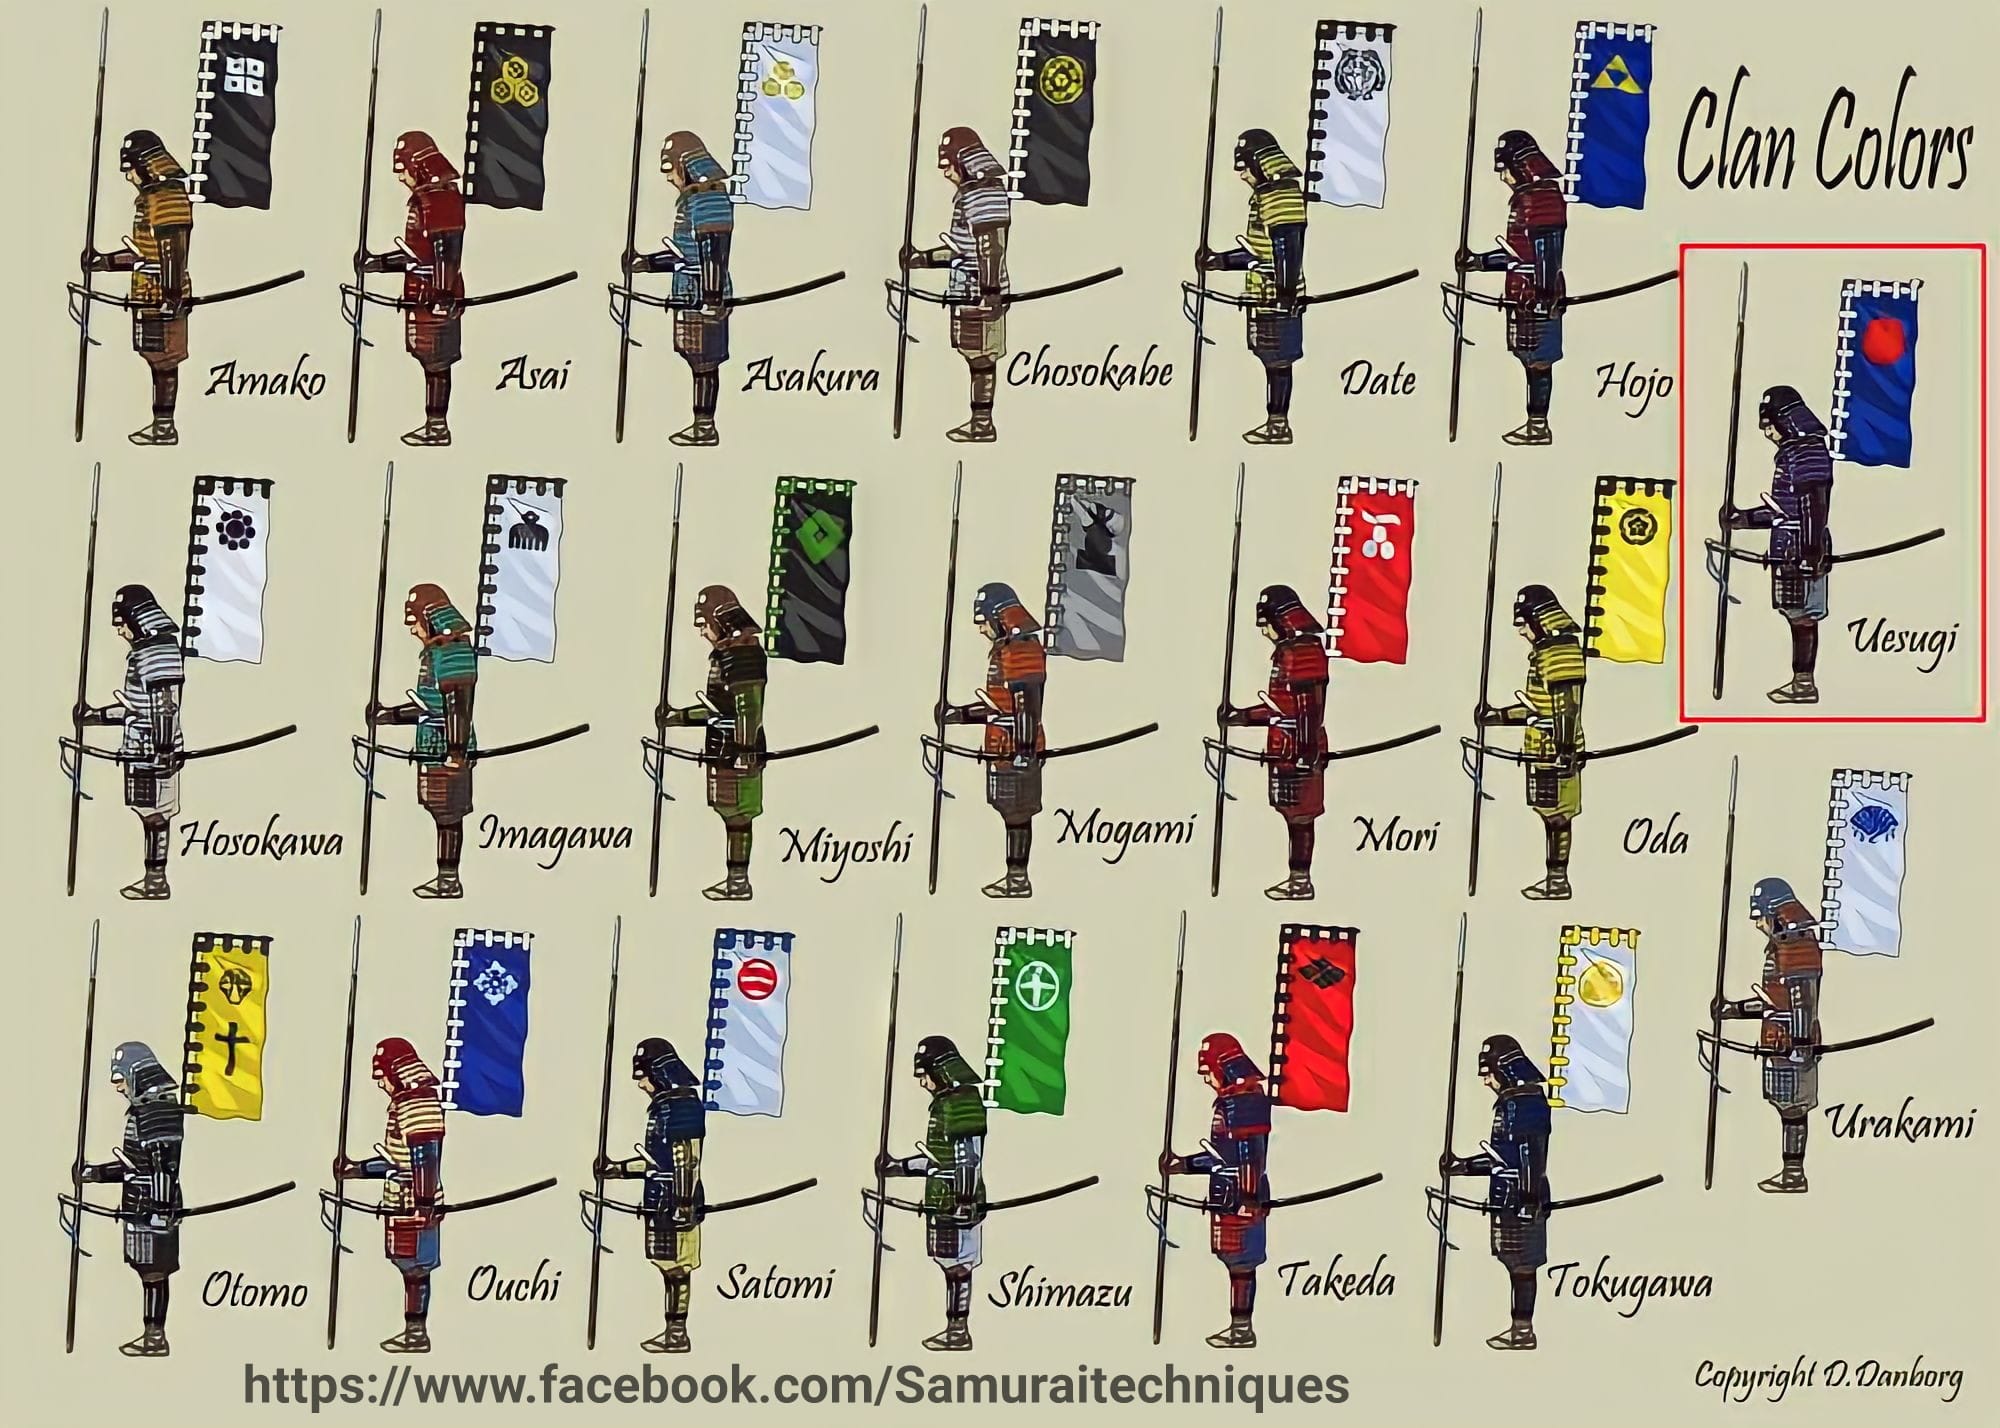 Clan Colors
Amako
Asai
Asakura
Chosokabe
Date
Hojo
Uesugi
Hosokawa
Imagawa
Miyoshi
Mogami
Mori
Oda
Urakami
Otomo
Ouchi
Satomi
Shimazu
Takeda
Tokugawa
https://www.facebook.com/Samuraitechniques
Copyright D.Danborg